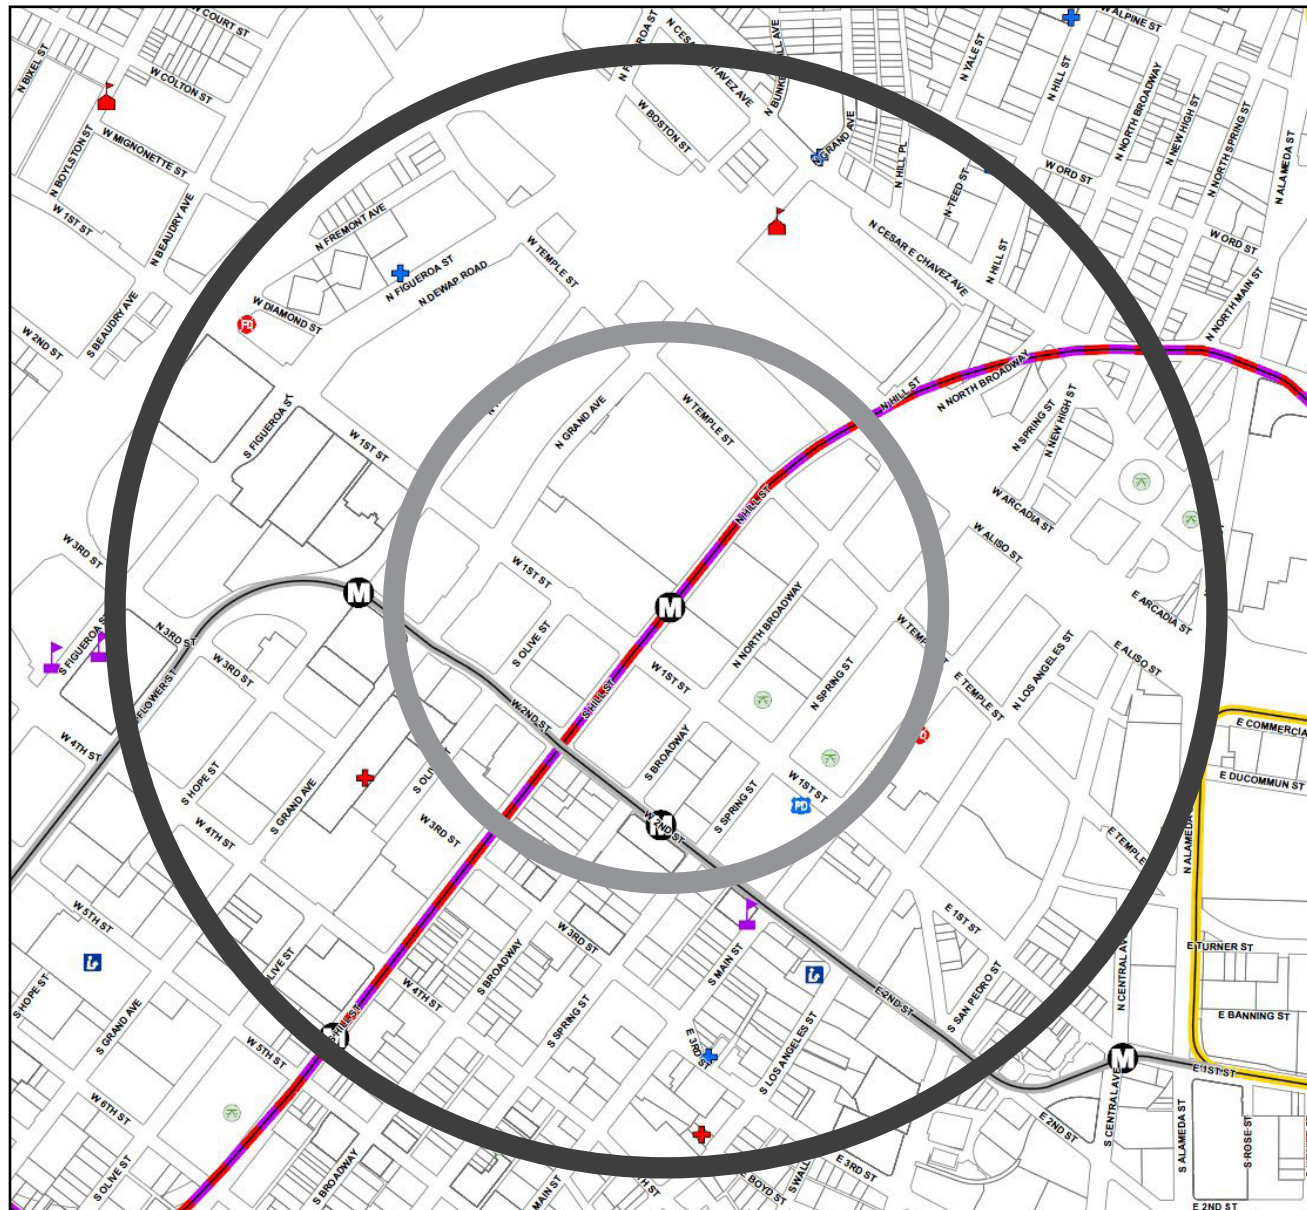 W COURT ST
N BIXEL ST
W COLTON ST
W MIGNONETTE ST
N BOYLSTON ST
W 1ST ST
N BEAUDRY AVE
S BEAUDRY AVE
W 2ND ST
W BOSTON ST
N GRAND AVE
N HILL PL
N YALE ST
N HILL ST
W ALPINE ST
N NORTH BROADWAY
N NEW HIGH ST
N NORTH SPRING ST
N ALAMEDA ST
W ORD ST
N TEED ST
N CESAR E CHAVEZ AVE
N HILL ST
W ORD ST
N NORTH MAIN ST
N FREMONT AVE
N FIGUEROA ST
N DEWAP ROAD
W TEMPLE ST
W DIAMOND ST
FD
S FIGUEROA ST
W 1ST ST
N GRAND AVE
W TEMPLE ST
N HILL ST
N NORTH BROADWAY
N SPRING ST
N NEW HIGH ST
N HILL ST
W ARCADIA ST
W ALISO ST
W 3RD ST
M
W 1ST ST
M
N NORTH BROADWAY
E ARCADIA ST
N 3RD ST
W 3RD ST
S OLIVE ST
W 1ST ST
N SPRING ST
N LOS ANGELES ST
E ALISO ST
E TEMPLE ST
S HILL ST
W 2ND ST
W 4TH ST
S HOPE ST
S GRAND AVE
W 4TH ST
W 3RD ST
S BROADWAY
S SPRING ST
W 1ST ST
PD
M
W 2ND ST
E DUCOMMUN ST
E TEMPLE
W 5TH ST
S HOPE ST
S GRAND AVE
W 5TH ST
W 6TH ST
S OLIVE ST
S BROADWAY
W 4TH ST
S BROADWAY
W 3RD ST
S SPRING ST
S MAIN ST
E 3RD ST
S LOS ANGELES ST
E 2ND ST
E 1ST ST
S SAN PEDRO ST
E TURNER ST
E BANNING ST
M
E 1ST ST
S CENTRAL AVE
E 2ND ST
S ALAMEDA ST
S ROSE ST
E 3RD ST
E BOYD ST
E 2ND ST